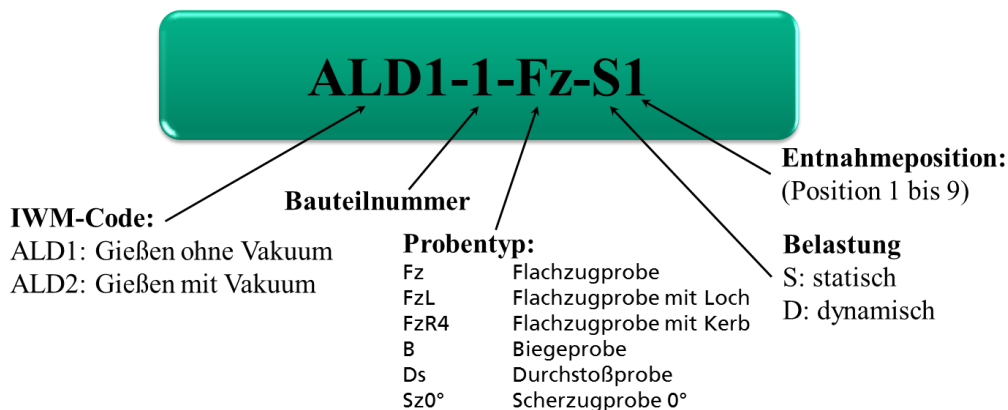 ALD1-1-Fz-S1
IWM-Code:
ALD1: Gießen ohne Vakuum
ALD2: Gießen mit Vakuum
Bauteilnummer
Probentyp:
Fz Flachzugprobe
FzL Flachzugprobe mit Loch
FzR4 Flachzugprobe mit Kerb
B Biegeprobe
Ds Durchstoßprobe
Sz0° Scherzugprobe 0°
Entnahmeposition:
(Position 1 bis 9)
Belastung
S: statisch
D: dynamisch